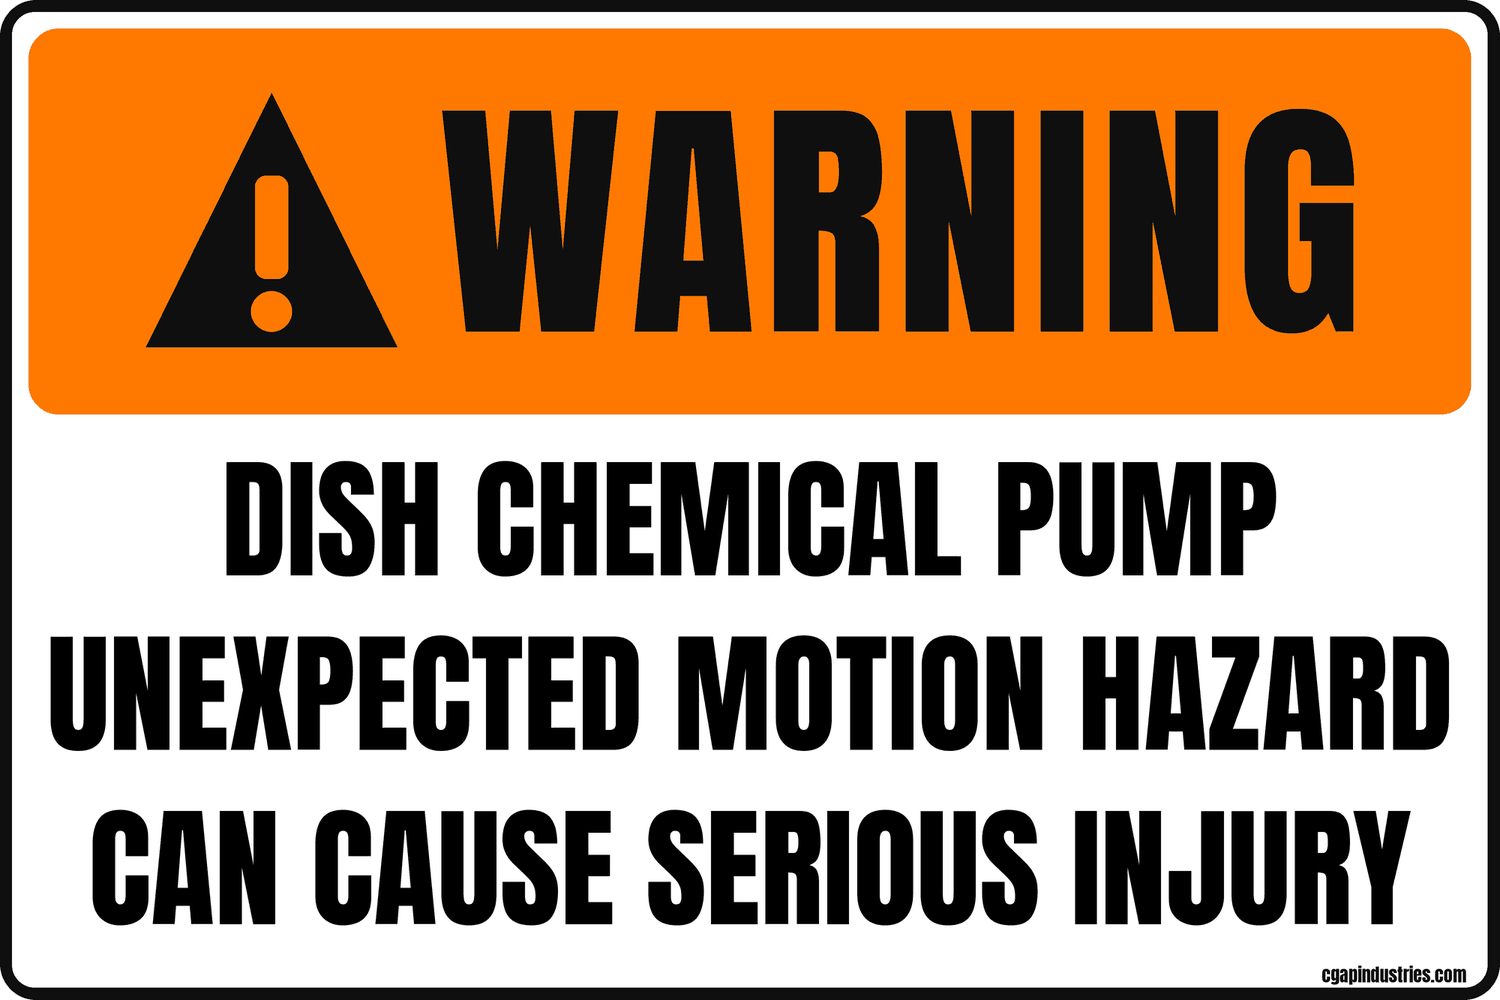 WARNING
DISH CHEMICAL PUMP
UNEXPECTED MOTION HAZARD
CAN CAUSE SERIOUS INJURY
cgapindustries.com